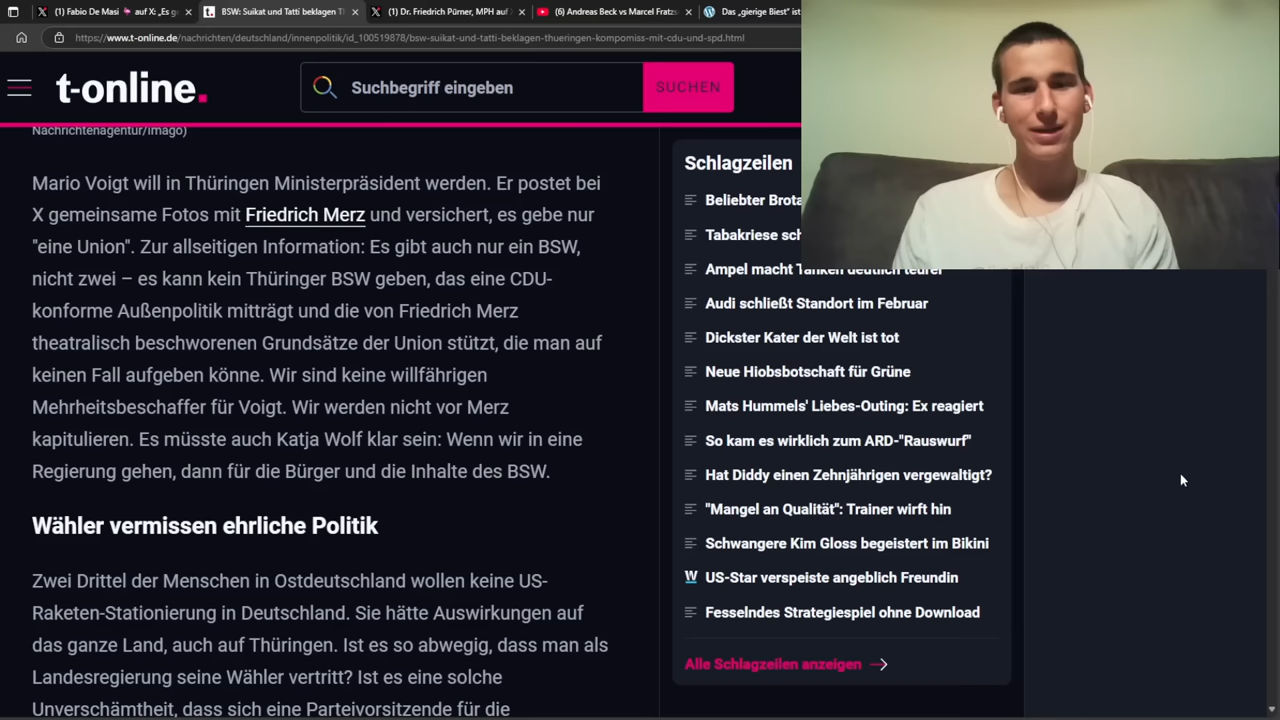 (1) Fabio De Masi 🦩 auf X: „Es g
BSW: Suikat und Tatti beklagen T
(1) Dr. Friedrich Pürner, MPH auf X
(6) Andreas Beck vs Marcel Fratzs
Das „gierige Biest" ist
https://www.t-online.de/nachrichten/deutschland/innenpolitik/id_100519878/bsw-suikat-und-tatti-beklagen-thueringen-kompomiss-mit-cdu-und-spd.html
t-online.
Suchbegriff eingeben
SUCHEN
Nachrichtenagentur/imago)
Mario Voigt will in Thüringen Ministerpräsident werden. Er postet bei
X gemeinsame Fotos mit Friedrich Merz und versichert, es gebe nur
"eine Union". Zur allseitigen Information: Es gibt auch nur ein BSW,
nicht zwei – es kann kein Thüringer BSW geben, das eine CDU-
konforme Außenpolitik mitträgt und die von Friedrich Merz
theatralisch beschworenen Grundsätze der Union stützt, die man auf
keinen Fall aufgeben könne. Wir sind keine willfährigen
Mehrheitsbeschaffer für Voigt. Wir werden nicht vor Merz
kapitulieren. Es müsste auch Katja Wolf klar sein: Wenn wir in eine
Regierung gehen, dann für die Bürger und die Inhalte des BSW.
Wähler vermissen ehrliche Politik
Zwei Drittel der Menschen in Ostdeutschland wollen keine US-
Raketen-Stationierung in Deutschland. Sie hätte Auswirkungen auf
das ganze Land, auch auf Thüringen. Ist es so abwegig, dass man als
Landesregierung seine Wähler vertritt? Ist es eine solche
Unverschämtheit, dass sich eine Parteivorsitzende für die
Schlagzeilen
Beliebter Brota
Tabakriese sch
Ampel macht Tanken deutlich teurer
Audi schließt Standort im Februar
Dickster Kater der Welt ist tot
Neue Hiobsbotschaft für Grüne
Mats Hummels' Liebes-Outing: Ex reagiert
So kam es wirklich zum ARD-"Rauswurf"
Hat Diddy einen Zehnjährigen vergewaltigt?
"Mangel an Qualität": Trainer wirft hin
Schwangere Kim Gloss begeistert im Bikini
US-Star verspeiste angeblich Freundin
Fesselndes Strategiespiel ohne Download
Alle Schlagzeilen anzeigen